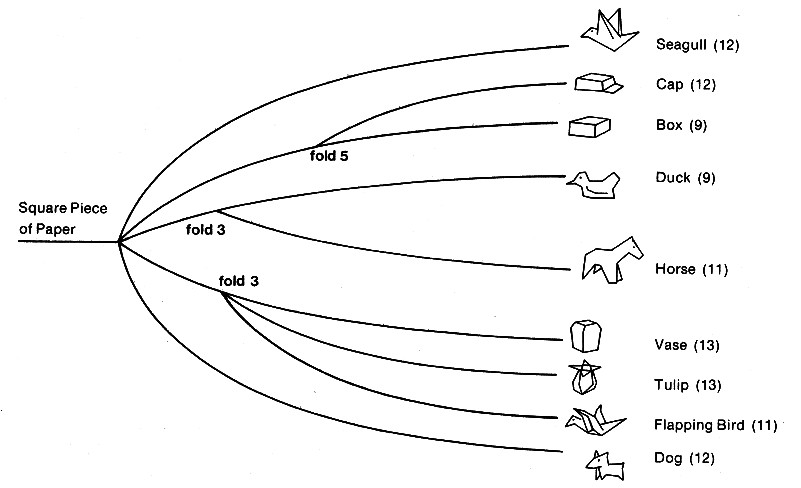 Seagull (12)
Cap (12)
Box (9)
fold 5
Duck (9)
Square Piece
of Paper
fold 3
Horse (11)
fold 3
Vase (13)
Tulip (13)
Flapping Bird (11)
Dog (12)